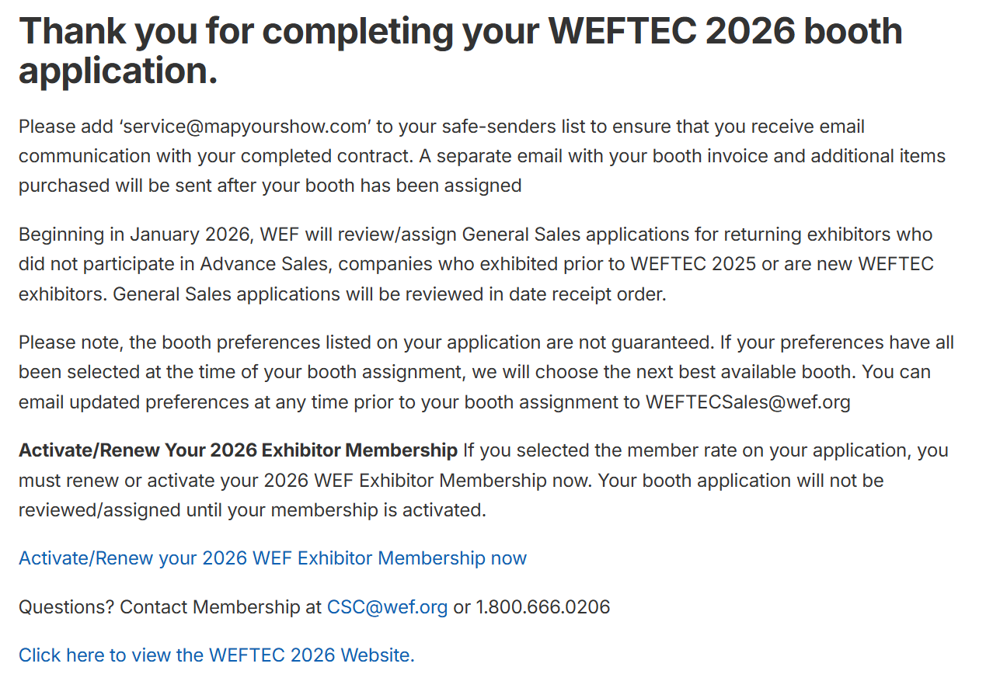 Thank you for completing your WEFTEC 2026 booth
application.
Please add ‘service@mapyourshow.com’ to your safe-senders list to ensure that you receive email
communication with your completed contract. A separate email with your booth invoice and additional items
purchased will be sent after your booth has been assigned
Beginning in January 2026, WEF will review/assign General Sales applications for returning exhibitors who
did not participate in Advance Sales, companies who exhibited prior to WEFTEC 2025 or are new WEFTEC
exhibitors. General Sales applications will be reviewed in date receipt order.
Please note, the booth preferences listed on your application are not guaranteed. If your preferences have all
been selected at the time of your booth assignment, we will choose the next best available booth. You can
email updated preferences at any time prior to your booth assignment to WEFTECSales@wef.org
Activate/Renew Your 2026 Exhibitor Membership If you selected the member rate on your application, you
must renew or activate your 2026 WEF Exhibitor Membership now. Your booth application will not be
reviewed/assigned until your membership is activated.
Activate/Renew your 2026 WEF Exhibitor Membership now
Questions? Contact Membership at CSC@wef.org or 1.800.666.0206
Click here to view the WEFTEC 2026 Website.